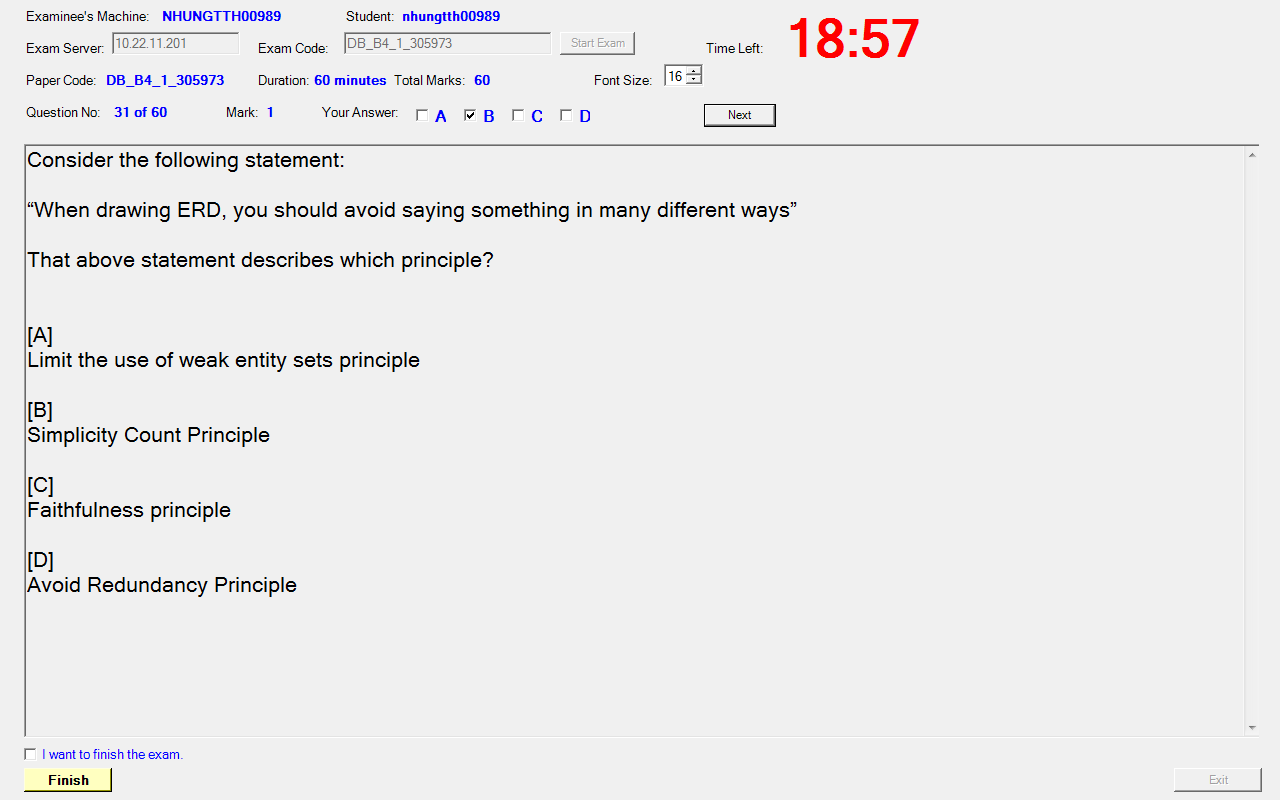 Examinee's Machine: NHUNGTTH00989 Student: nhungtth00989
18:57
Exam Server: 10.22.11.201 Exam Code: DB_B4_1_305973 Start Exam Time Left:
Paper Code: DB_B4_1_305973 Duration: 60 minutes Total Marks: 60 Font Size: 16
Question No: 31 of 60 Mark: 1 Your Answer: A B C D Next
Consider the following statement:
“When drawing ERD, you should avoid saying something in many different ways”
That above statement describes which principle?
[A]
Limit the use of weak entity sets principle
[B]
Simplicity Count Principle
[C]
Faithfulness principle
[D]
Avoid Redundancy Principle
I want to finish the exam.
Finish Exit